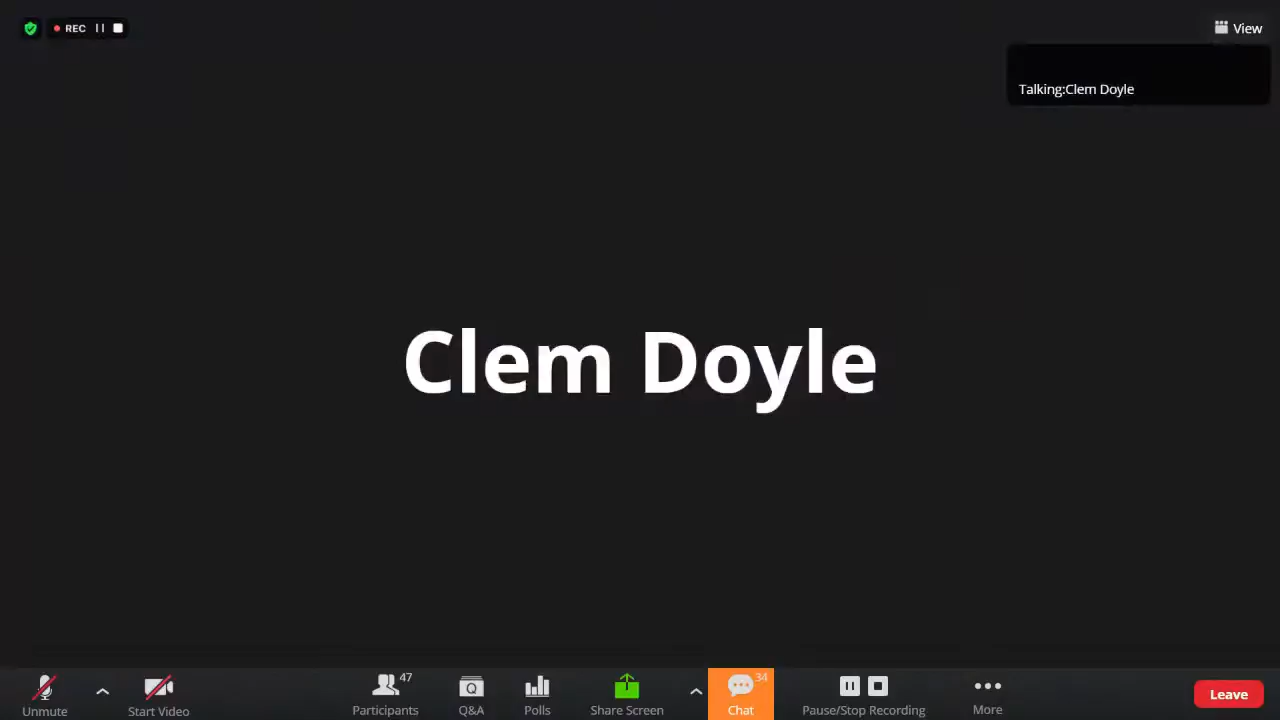 REC
View
Talking:Clem Doyle
Clem Doyle
Unmute
Start Video
47
Participants
Q
Q&A
Polls
Share Screen
34
Chat
Pause/Stop Recording
More
Leave